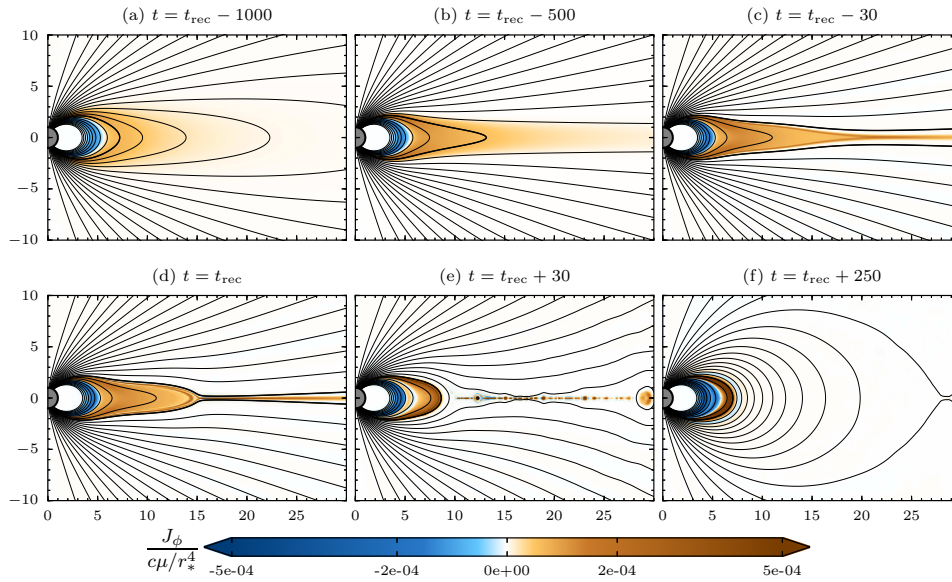 (a) t = t_rec − 1000
(b) t = t_rec − 500
(c) t = t_rec − 30
10
5
0
−5
−10
(d) t = t_rec
(e) t = t_rec + 30
(f) t = t_rec + 250
10
5
0
−5
−10
0 5 10 15 20 25
0 5 10 15 20 25
0 5 10 15 20 25
J_ϕ
cμ/r_*^4
-5e-04 -2e-04 0e+00 2e-04 5e-04